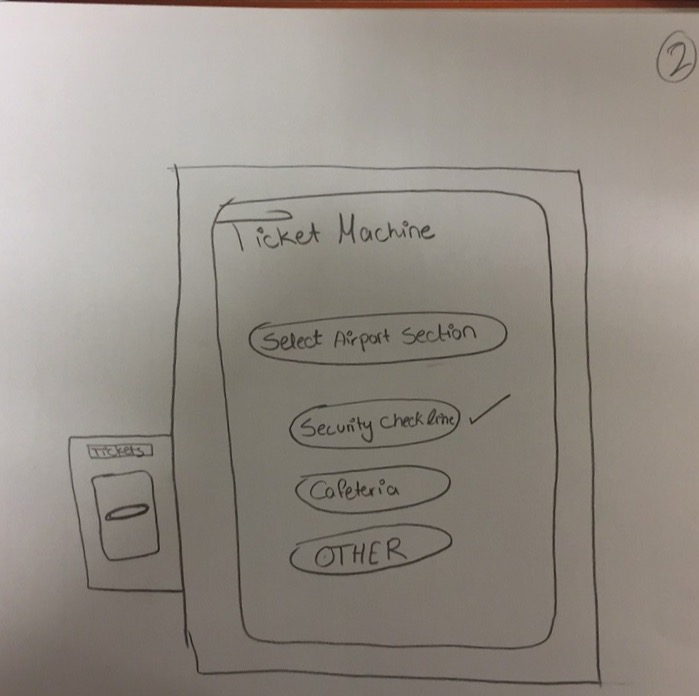 2
Ticket Machine
Select Airport Section
Security Check line
Tickets
Cafeteria
OTHER